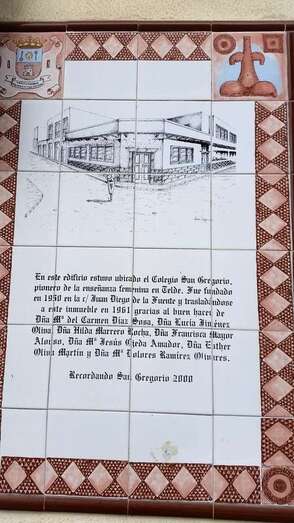 En este edificio estuvo ubicado el Colegio San Gregorio,
pionero de la enseñanza femenina en Telde. Fue fundado
en 1950 en la c/ Juan Diego de la Fuente y trasladándose
a este inmueble en 1961 gracias al buen hacer de
Dña Mª del Carmen Díaz Sosa, Dña Lucía Jiménez
Oliva, Dña Hilda Marrero Rocha, Dña Francisca Mayor
Alonso, Dña Mª Jesús Ojeda Amador, Dña Esther
Oliva Martín y Dña Mª Dolores Ramírez Olivares.
Recordando San Gregorio 2000